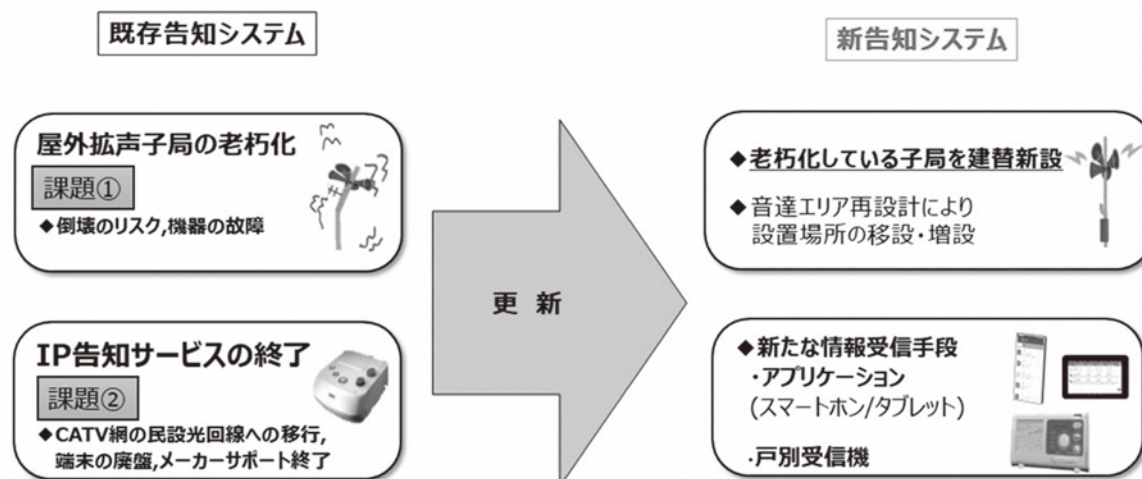 既存告知システム
屋外拡声子局の老朽化
課題①
◆倒壊のリスク,機器の故障
IP告知サービスの終了
課題②
◆CATV網の民設光回線への移行,
端末の廃盤,メーカーサポート終了
更 新
新告知システム
◆老朽化している子局を建替新設
◆音達エリア再設計により
設置場所の移設・増設
◆新たな情報受信手段
・アプリケーション
(スマートホン/タブレット)
・戸別受信機